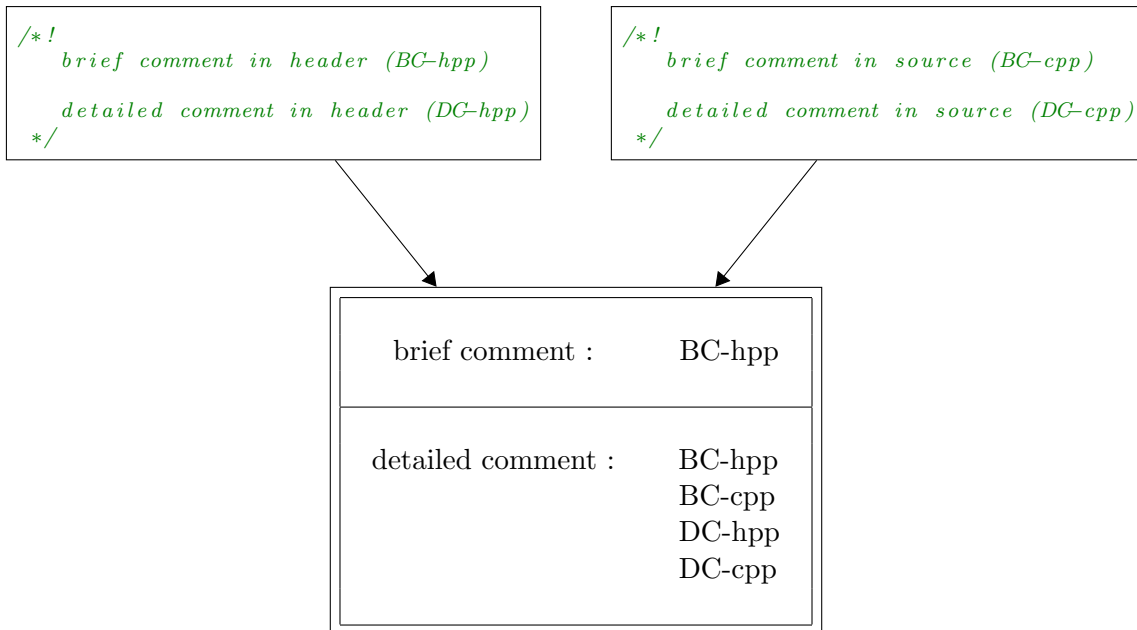 /*!
brief comment in header (BC-hpp)
detailed comment in header (DC-hpp)
*/
/*!
brief comment in source (BC-cpp)
detailed comment in source (DC-cpp)
*/
brief comment : BC-hpp
detailed comment : BC-hpp
BC-cpp
DC-hpp
DC-cpp